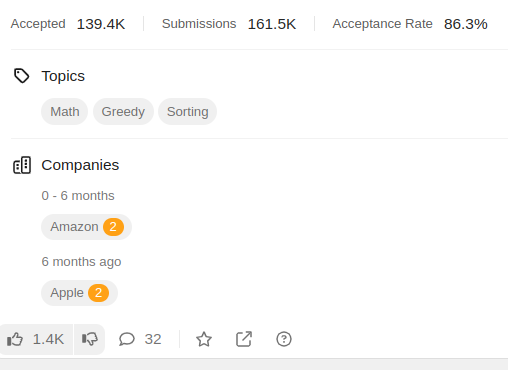 Accepted 139.4K Submissions 161.5K Acceptance Rate 86.3%
Topics
Math Greedy Sorting
Companies
0 - 6 months
Amazon 2
6 months ago
Apple 2
1.4K 32